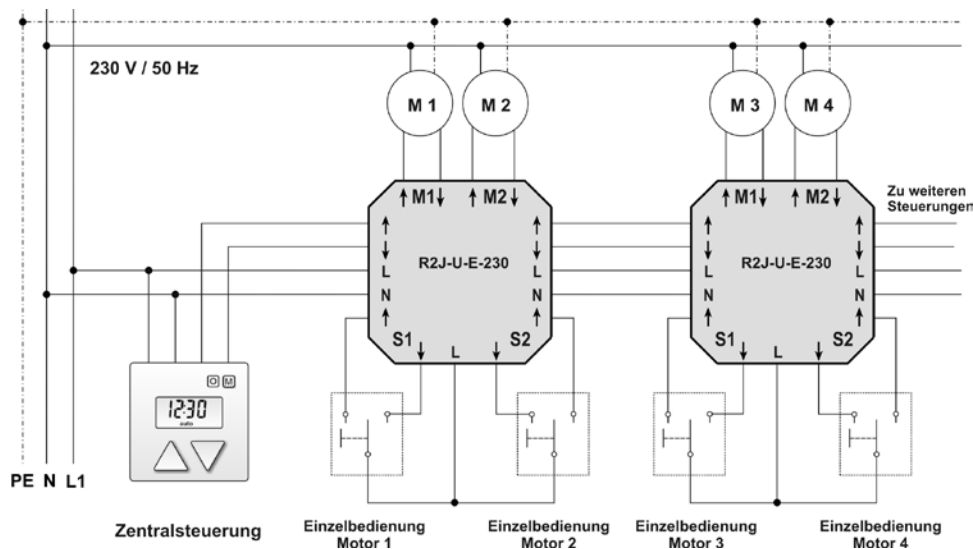 230 V / 50 Hz
M 1
M 2
M 3
M 4
↑ M1 ↓ ↑ M2 ↓
↑ M1 ↓ ↑ M2 ↓
Zu weiteren
Steuerungen
↑ ↑
↓ ↓
R2J-U-E-230
L L
N N
↑ ↑
S1 S2
↓ L ↓
↑ ↑
↓ ↓
R2J-U-E-230
L L
N N
↑ ↑
S1 S2
↓ L ↓
O M
12:30
auto
PE N L1
Zentralsteuerung
Einzelbedienung
Motor 1
Einzelbedienung
Motor 2
Einzelbedienung
Motor 3
Einzelbedienung
Motor 4